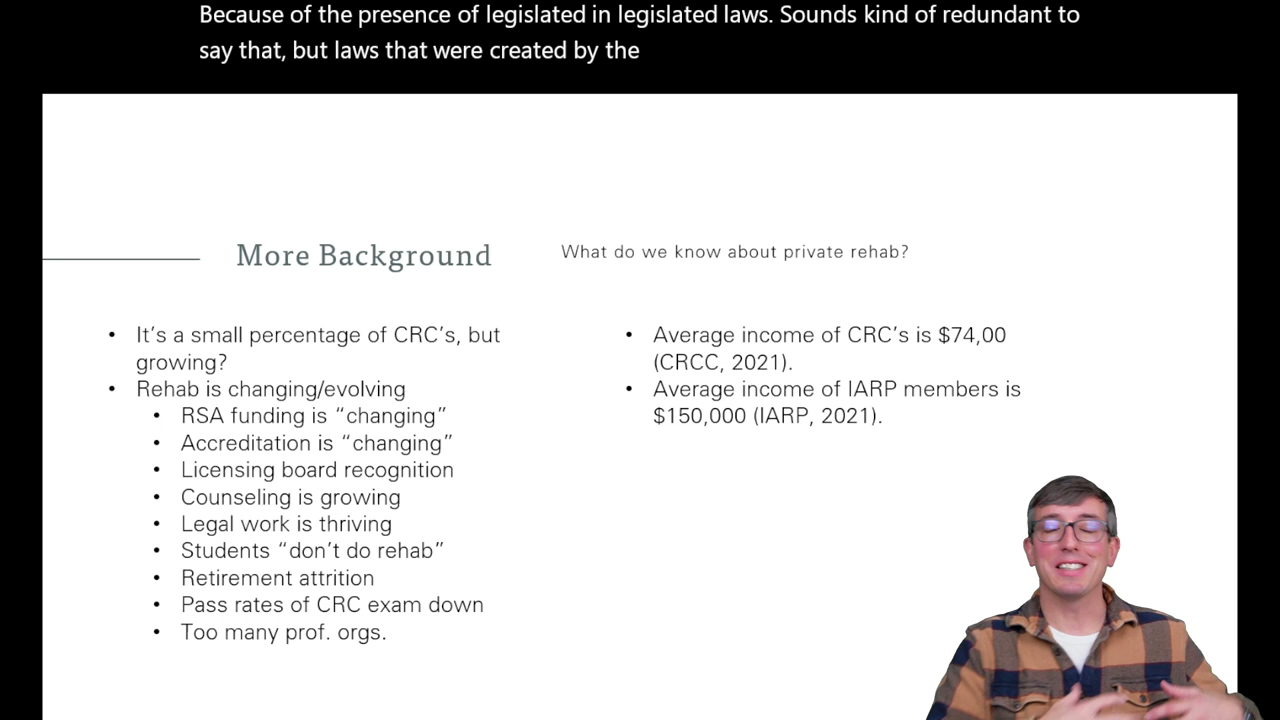 Because of the presence of legislated in legislated laws. Sounds kind of redundant to
say that, but laws that were created by the
More Background
What do we know about private rehab?
• It's a small percentage of CRC's, but
growing?
• Rehab is changing/evolving
• RSA funding is “changing”
• Accreditation is “changing”
• Licensing board recognition
• Counseling is growing
• Legal work is thriving
• Students “don't do rehab”
• Retirement attrition
• Pass rates of CRC exam down
• Too many prof. orgs.
• Average income of CRC's is $74,00
(CRCC, 2021).
• Average income of IARP members is
$150,000 (IARP, 2021).